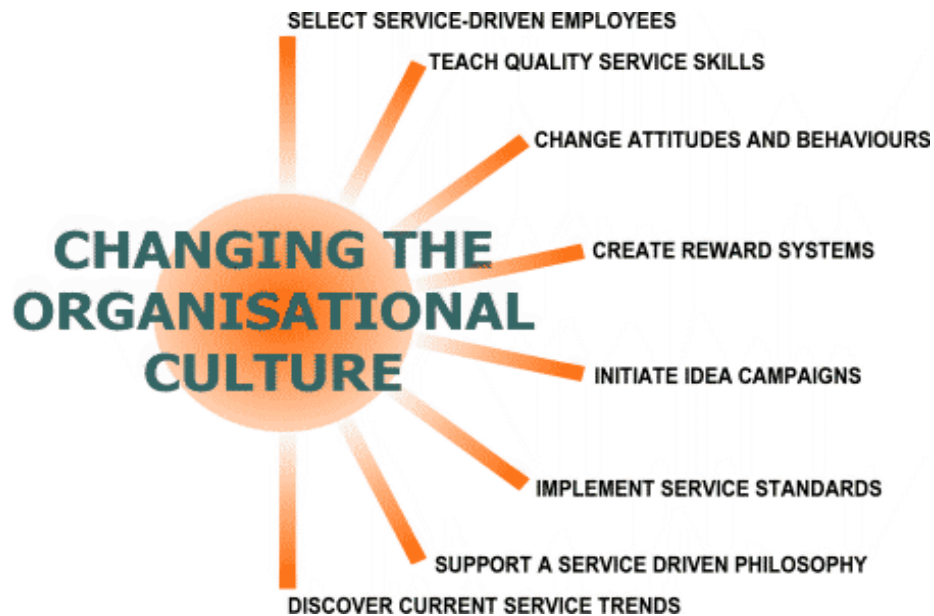 SELECT SERVICE-DRIVEN EMPLOYEES
TEACH QUALITY SERVICE SKILLS
CHANGE ATTITUDES AND BEHAVIOURS
CHANGING THE
ORGANISATIONAL
CULTURE
CREATE REWARD SYSTEMS
INITIATE IDEA CAMPAIGNS
IMPLEMENT SERVICE STANDARDS
SUPPORT A SERVICE DRIVEN PHILOSOPHY
DISCOVER CURRENT SERVICE TRENDS